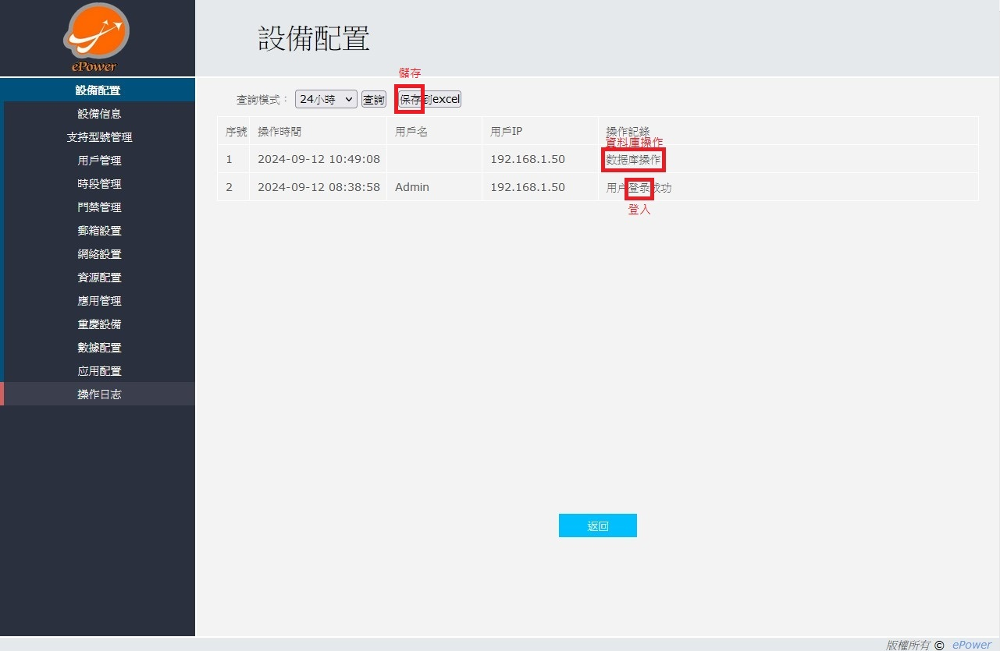 ePower
設備配置
設備配置
設備信息
支持型號管理
用戶管理
時段管理
門禁管理
郵箱設置
網絡設置
資源配置
應用管理
重慶設備
數據配置
应用配置
操作日志
儲存
查詢模式： 24小時 查詢 保存到excel
序號 操作時間 用戶名 用戶IP 操作記錄
資料庫操作
1 2024-09-12 10:49:08 192.168.1.50 数据库操作
2 2024-09-12 08:38:58 Admin 192.168.1.50 用户登录成功
登入
返回
版權所有 © ePower